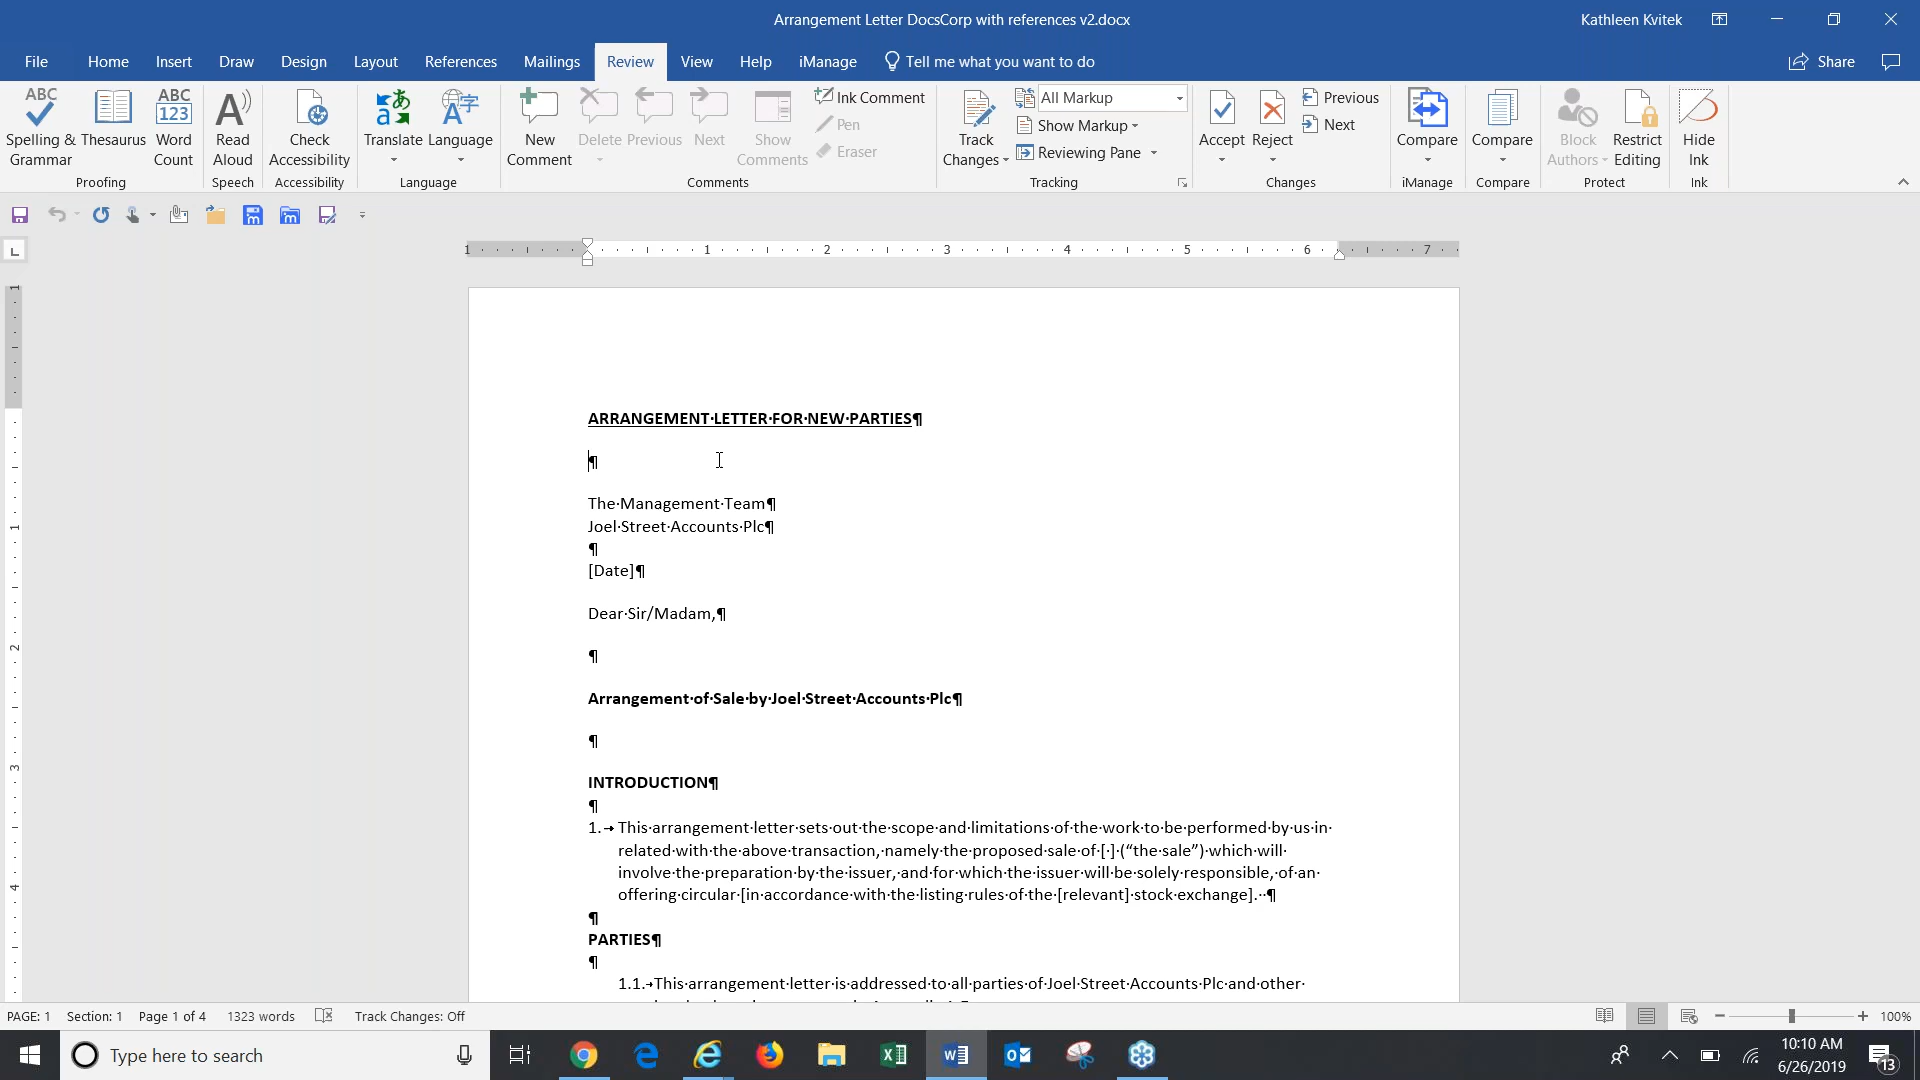 Arrangement Letter DocsCorp with references v2.docx
Kathleen Kvitek
File Home Insert Draw Design Layout References Mailings Review View Help iManage Tell me what you want to do Share
Spelling & Grammar
Thesaurus
Word Count
Proofing
Read Aloud
Speech
Check Accessibility
Accessibility
Translate
Language
Language
New Comment
Delete
Previous
Next
Show Comments
Ink Comment
Pen
Eraser
Comments
Track Changes
All Markup
Show Markup
Reviewing Pane
Tracking
Accept
Reject
Previous
Next
Changes
Compare
iManage
Compare
Compare
Block Authors
Restrict Editing
Protect
Hide Ink
Ink
1 1 2 3 4 5 6 7
ARRANGEMENT·LETTER·FOR·NEW·PARTIES¶
¶
The·Management·Team¶
Joel·Street·Accounts·Plc¶
¶
[Date]¶
Dear·Sir/Madam,¶
¶
Arrangement·of·Sale·by·Joel·Street·Accounts·Plc¶
¶
INTRODUCTION¶
¶
1.→This·arrangement·letter·sets·out·the·scope·and·limitations·of·the·work·to·be·performed·by·us·in·
related·with·the·above·transaction,·namely·the·proposed·sale·of·[·]·(“the·sale”)·which·will·
involve·the·preparation·by·the·issuer,·and·for·which·the·issuer·will·be·solely·responsible,·of·an·
offering·circular·[in·accordance·with·the·listing·rules·of·the·[relevant]·stock·exchange].··¶
¶
PARTIES¶
¶
1.1.→This·arrangement·letter·is·addressed·to·all·parties·of·Joel·Street·Accounts·Plc·and·other·
PAGE: 1 Section: 1 Page 1 of 4 1323 words Track Changes: Off 100%
Type here to search
10:10 AM
6/26/2019
13